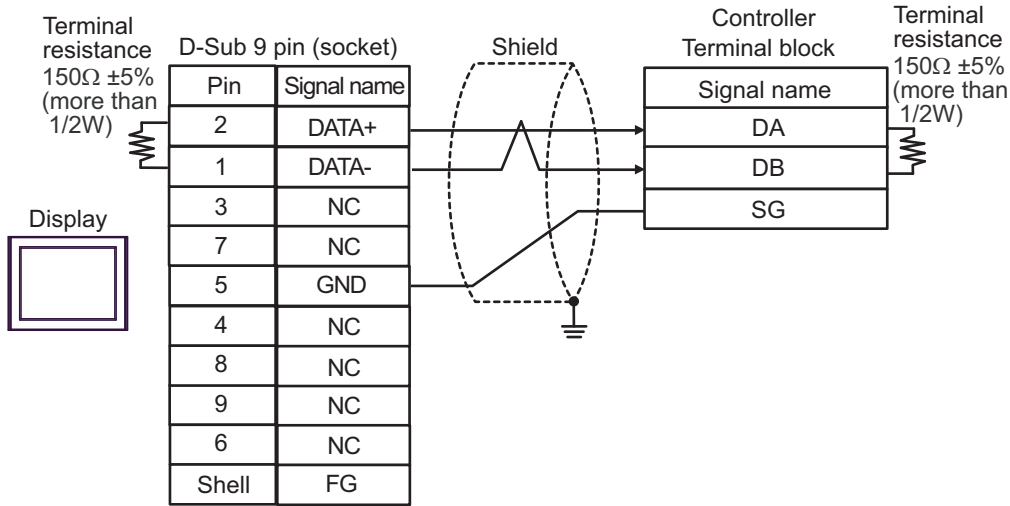 Terminal
resistance
150Ω ±5%
(more than
1/2W)
D-Sub 9 pin (socket)
Shield
Controller
Terminal block
Terminal
resistance
150Ω ±5%
(more than
1/2W)
Pin Signal name
Signal name
2 DATA+
DA
1 DATA-
DB
3 NC
SG
Display
7 NC
5 GND
4 NC
8 NC
9 NC
6 NC
Shell FG